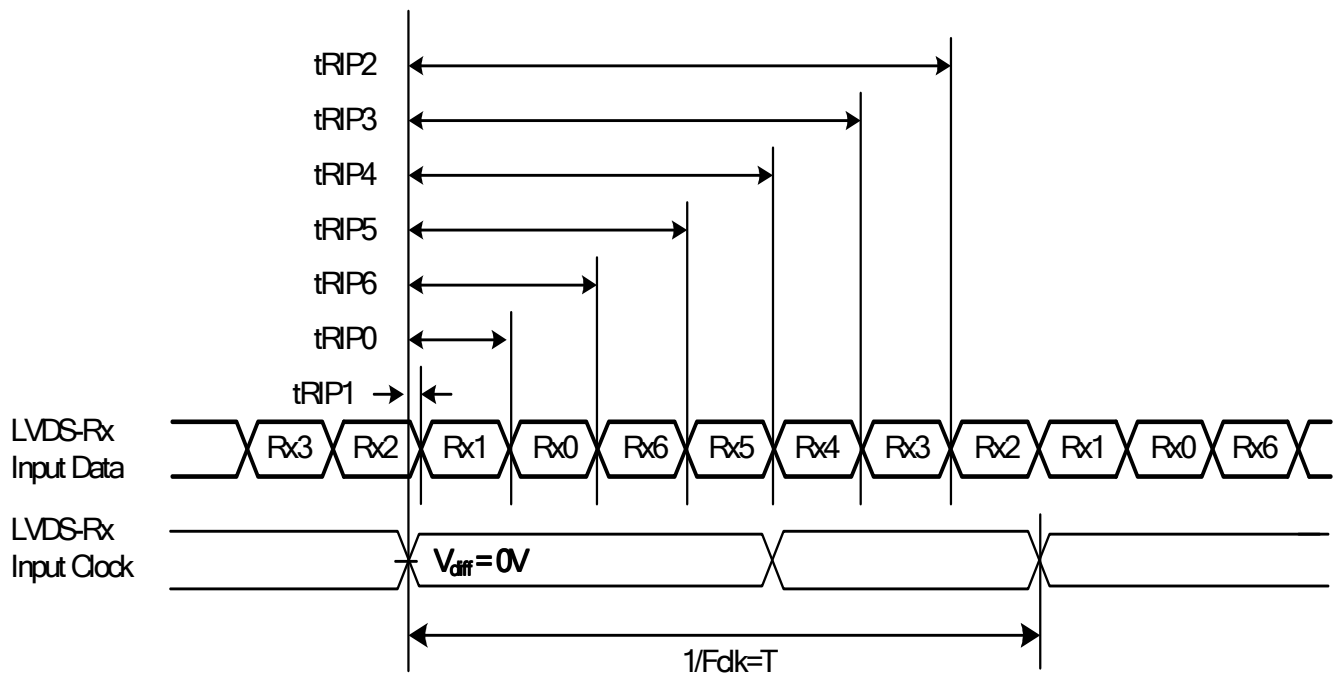 tRIP2
tRIP3
tRIP4
tRIP5
tRIP6
tRIP0
tRIP1
LVDS-Rx
Input Data
Rx3 Rx2 Rx1 Rx0 Rx6 Rx5 Rx4 Rx3 Rx2 Rx1 Rx0 Rx6
LVDS-Rx
Input Clock
Vdiff = 0V
1/Fclk=T